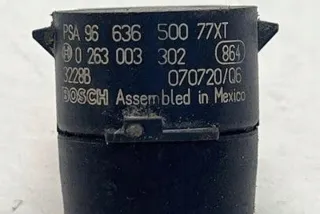 PSA 96 636 500 77XT
0 263 003 302 864
3228B 070720/06
BOSCH Assembled in Mexico